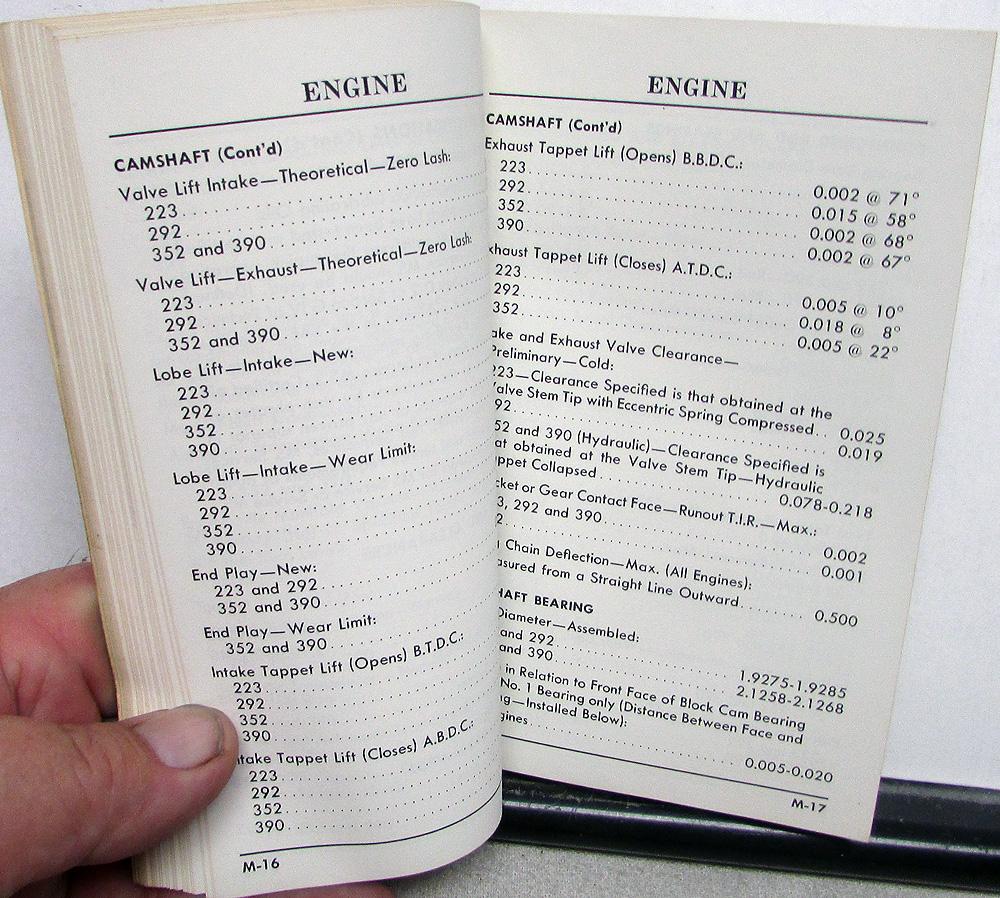 ENGINE
CAMSHAFT (Cont'd)
Valve Lift Intake—Theoretical—Zero Lash:
223
292
352 and 390
Valve Lift—Exhaust—Theoretical—Zero Lash:
223
292
352 and 390
Lobe Lift—Intake—New:
223
292
352
390
Lobe Lift—Intake—Wear Limit:
223
292
352
390
End Play—New:
223 and 292
352 and 390
End Play—Wear Limit:
352 and 390
Intake Tappet Lift (Opens) B.T.D.C.:
223
292
352
390
ntake Tappet Lift (Closes) A.B.D.C.:
223
292
352
390
M-16
ENGINE
CAMSHAFT (Cont'd)
Exhaust Tappet Lift (Opens) B.B.D.C.:
223 0.002 @ 71°
292 0.015 @ 58°
352 0.002 @ 68°
390 0.002 @ 67°
xhaust Tappet Lift (Closes) A.T.D.C.:
223 0.005 @ 10°
292 0.018 @ 8°
352 0.005 @ 22°
ake and Exhaust Valve Clearance—
Preliminary—Cold:
223—Clearance Specified is that obtained at the
Valve Stem Tip with Eccentric Spring Compressed.. 0.025
92 0.019
52 and 390 (Hydraulic)—Clearance Specified is
at obtained at the Valve Stem Tip—Hydraulic
ppet Collapsed 0.078-0.218
cket or Gear Contact Face—Runout T.I.R.—Max.:
3, 292 and 390 0.002
2 0.001
Chain Deflection—Max. (All Engines):
asured from a Straight Line Outward 0.500
HAFT BEARING
Diameter—Assembled:
and 292 1.9275-1.9285
and 390 2.1258-2.1268
in Relation to Front Face of Block Cam Bearing
No. 1 Bearing only (Distance Between Face and
g—Installed Below):
gines 0.005-0.020
M-17